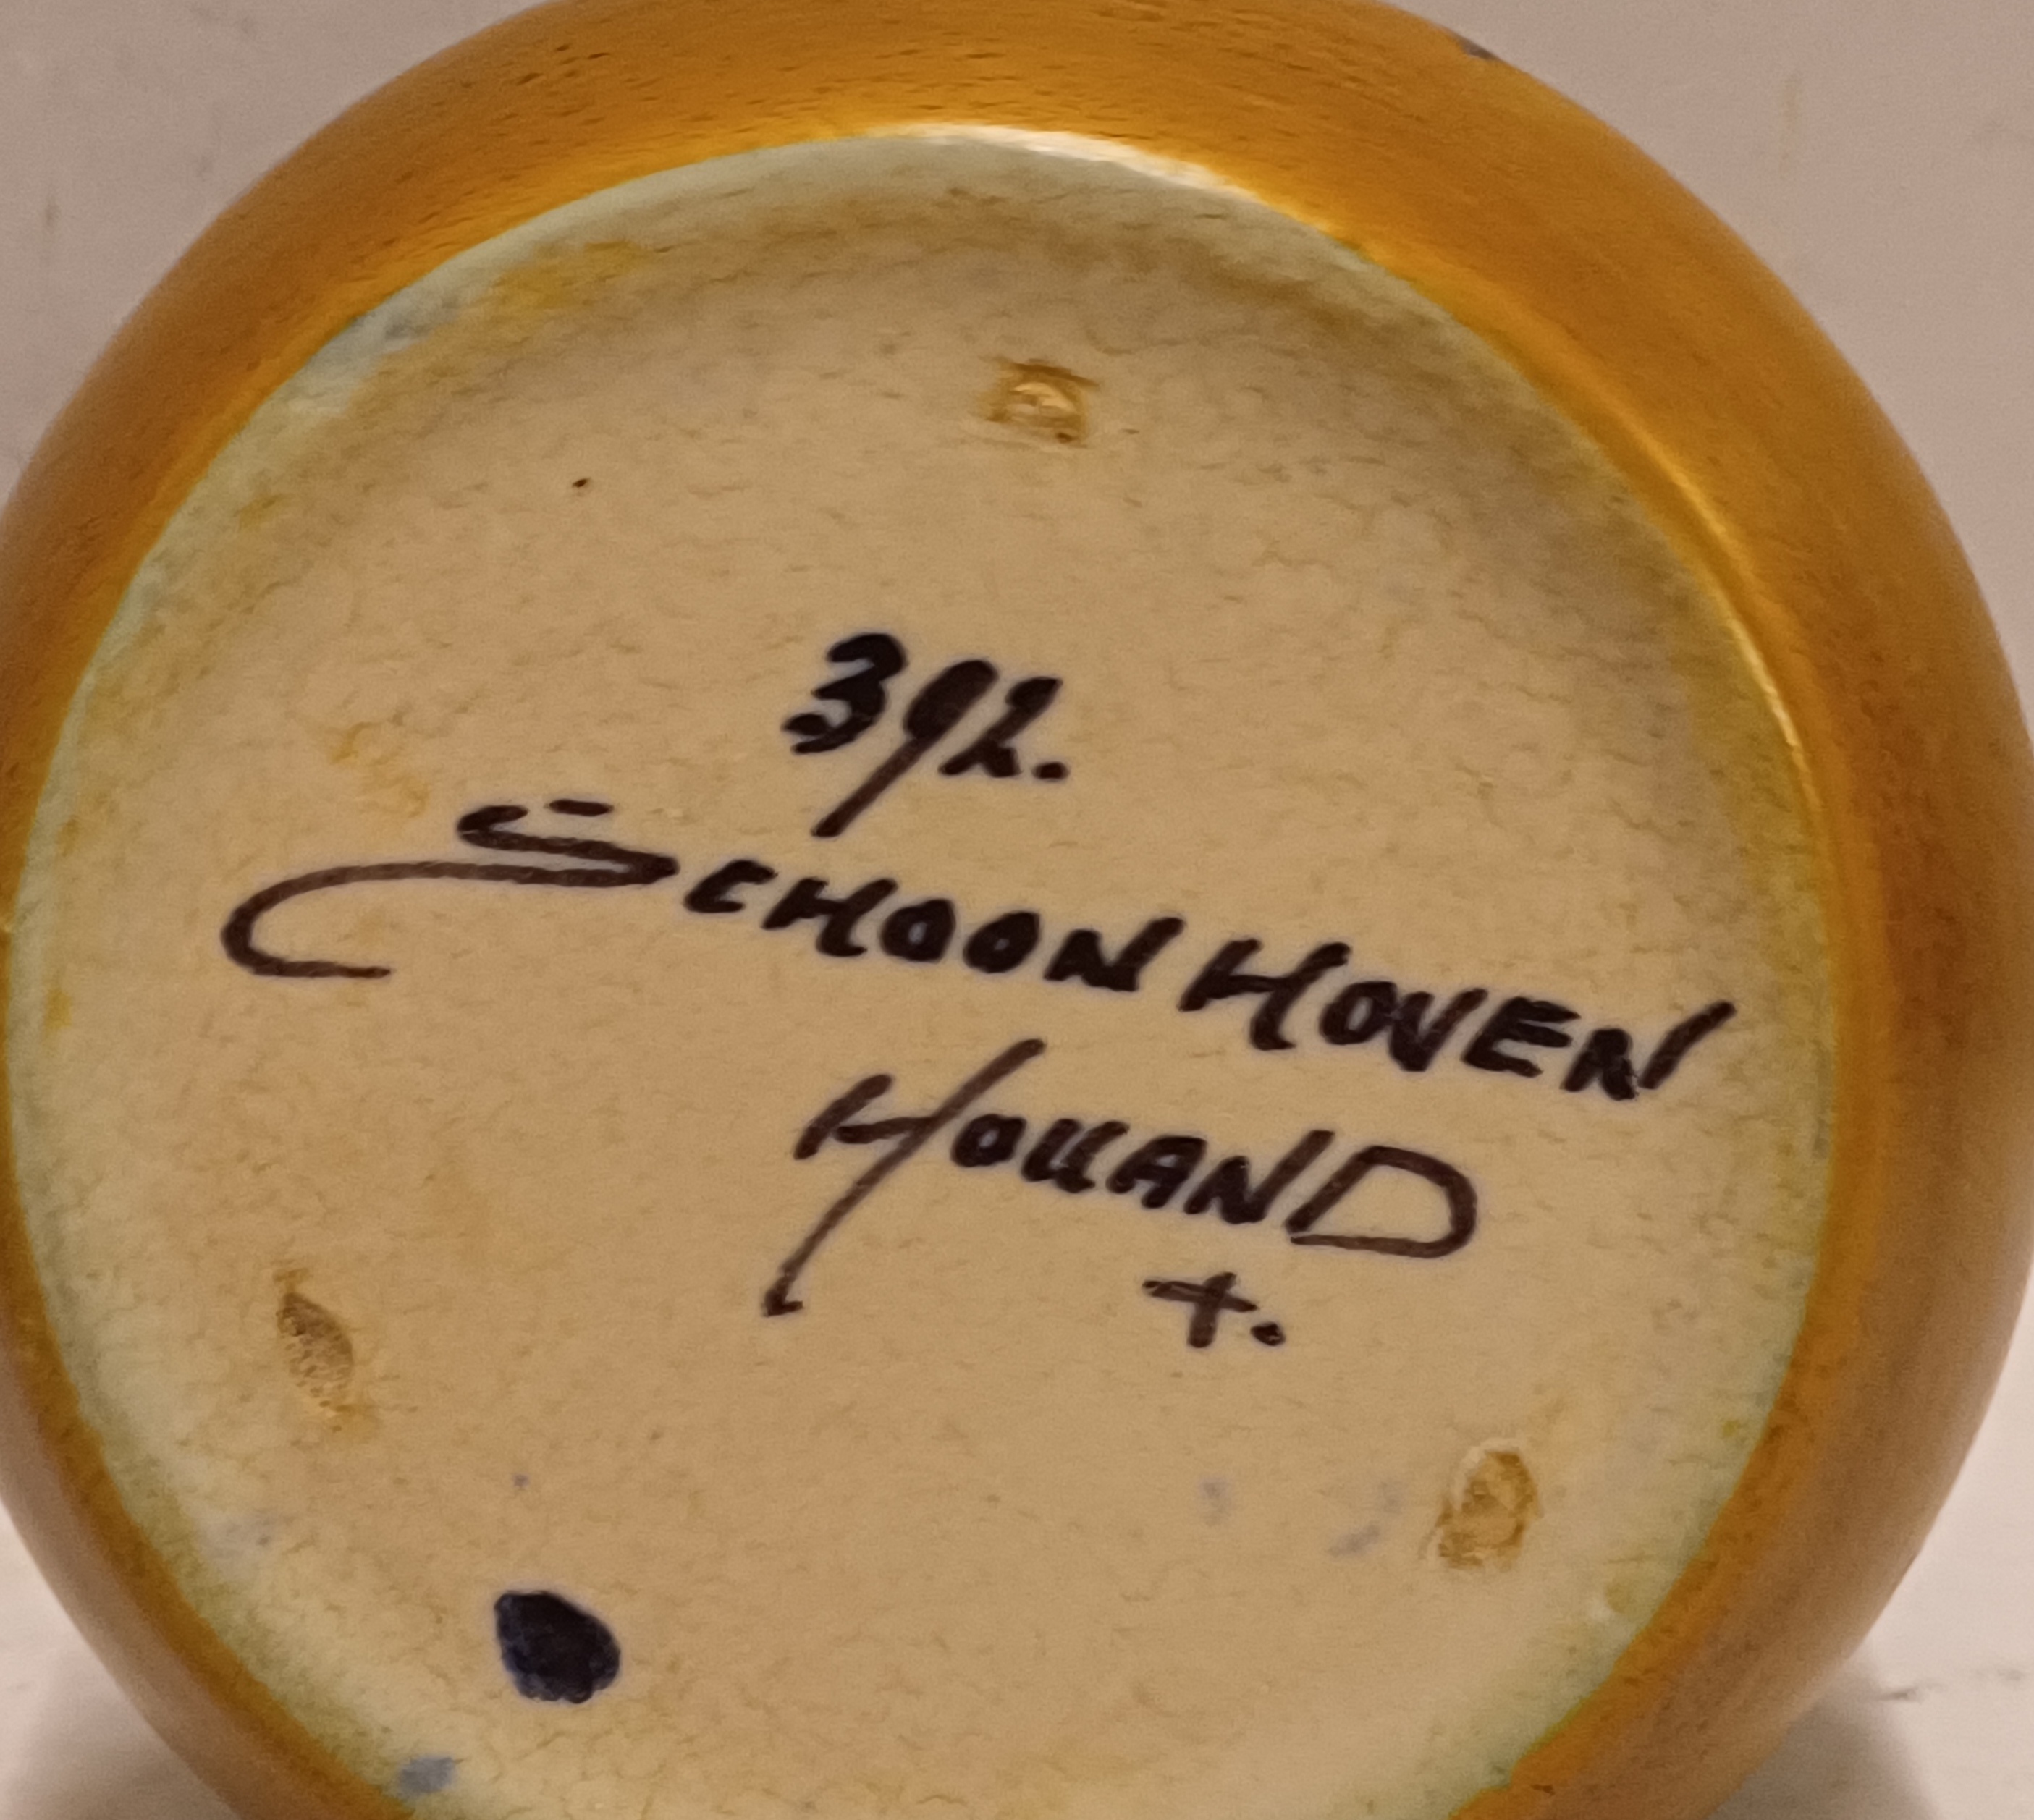 392.
SCHOONHOVEN
HOLLAND
+.